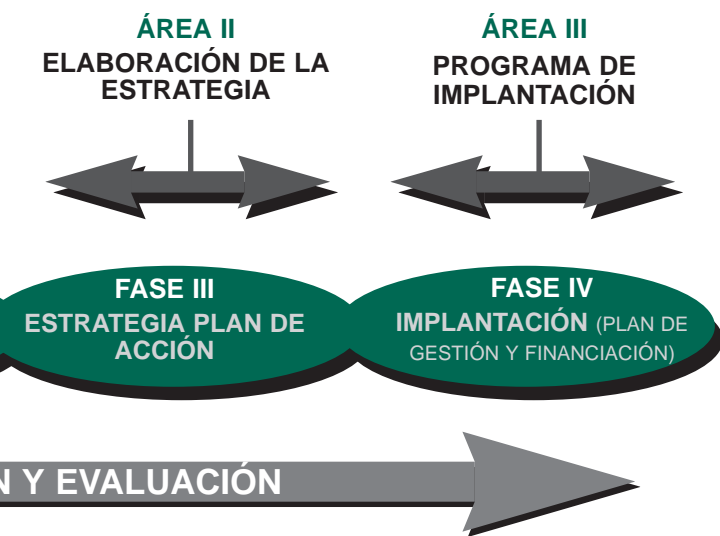 ÁREA II
ELABORACIÓN DE LA
ESTRATEGIA
ÁREA III
PROGRAMA DE
IMPLANTACIÓN
FASE III
ESTRATEGIA PLAN DE
ACCIÓN
FASE IV
IMPLANTACIÓN (PLAN DE
GESTIÓN Y FINANCIACIÓN)
N Y EVALUACIÓN